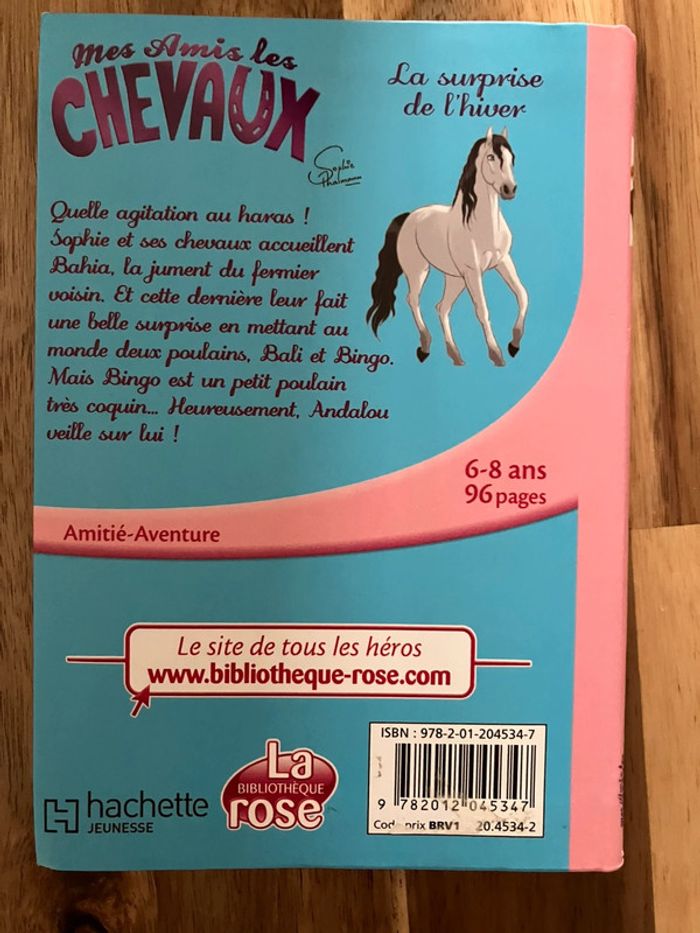 Mes Amis les
CHEVAUX
Sophie
Thalmann
La surprise
de l'hiver
Quelle agitation au haras !
Sophie et ses chevaux accueillent
Bahia, la jument du fermier
voisin. Et cette dernière leur fait
une belle surprise en mettant au
monde deux poulains, Bali et Bingo.
Mais Bingo est un petit poulain
très coquin... Heureusement, Andalou
veille sur lui !
6-8 ans
96 pages
Amitié-Aventure
Le site de tous les héros
www.bibliotheque-rose.com
ISBN : 978-2-01-204534-7
9 782012 045347
prix BRV1 20.4534-2
hachette
JEUNESSE
La
BIBLIOTHÈQUE
rose